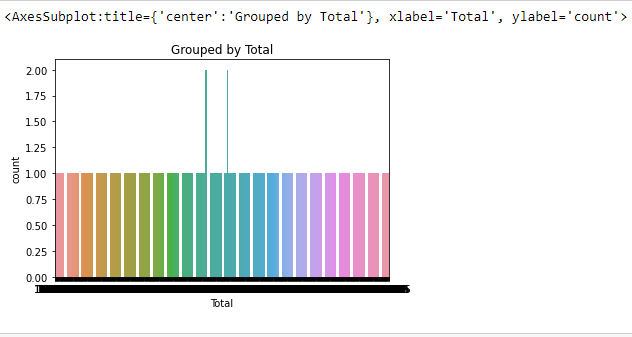 <AxesSubplot:title={'center':'Grouped by Total'}, xlabel='Total', ylabel='count'>
Grouped by Total
2.00
1.75
1.50
1.25
1.00
0.75
0.50
0.25
0.00
count
Total